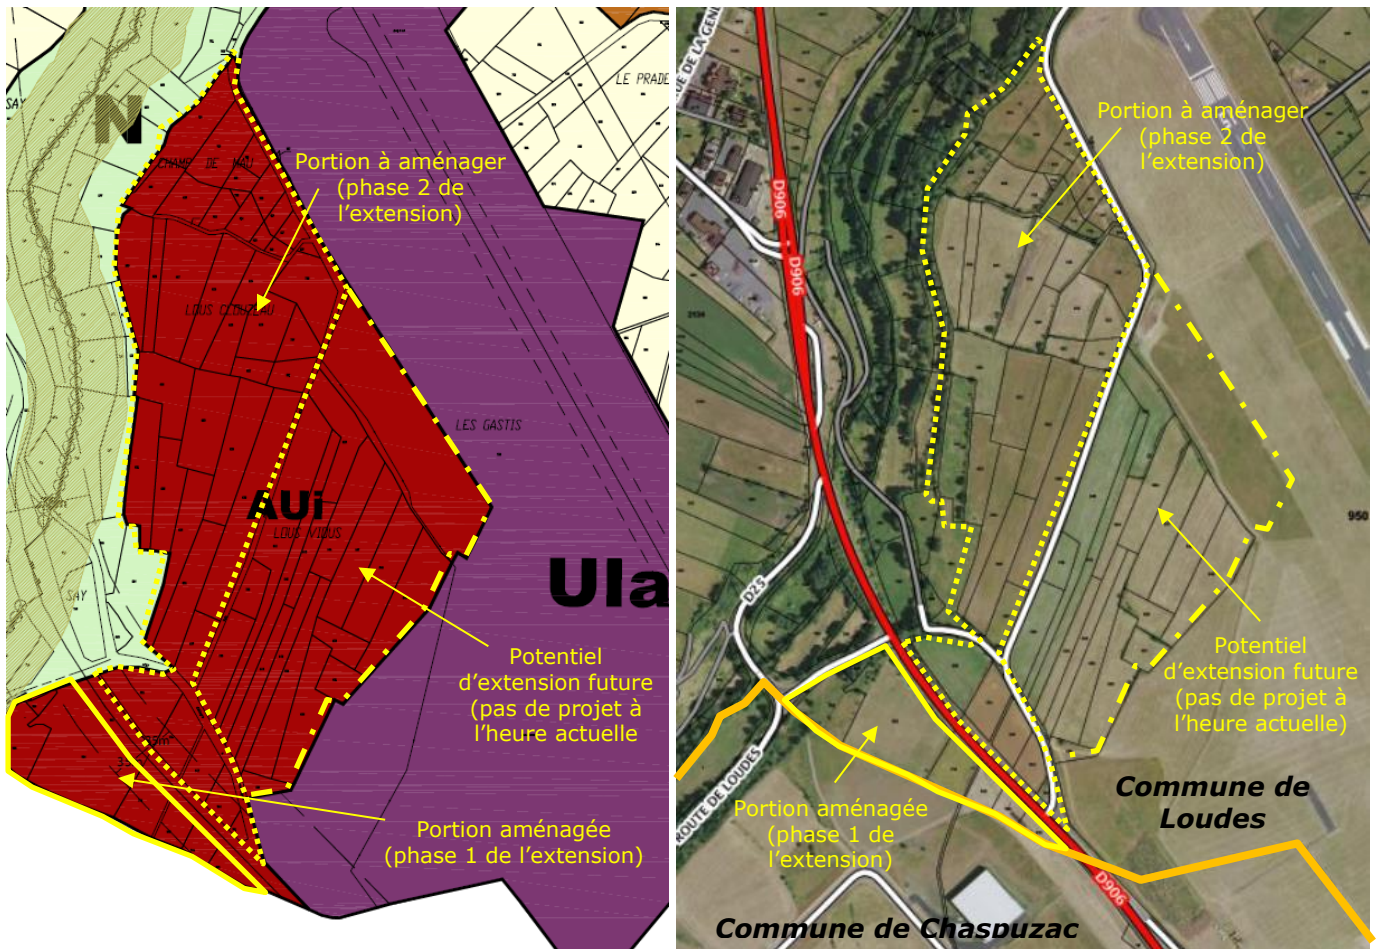 SAY
N
LE PRADE
CHAMP DE MAU
Portion à aménager
(phase 2 de
l'extension)
LOUS CLOUZEAU
LES GASTIS
AUi
LOUS VIBUS
Ula
SAY
Potentiel
d'extension future
(pas de projet à
l'heure actuelle
Portion aménagée
(phase 1 de l'extension)
Portion à aménager
(phase 2 de
l'extension)
D906
D906
950
D25
Potentiel
d'extension future
(pas de projet à
l'heure actuelle)
ROUTE DE LOUDES
Portion aménagée
(phase 1 de
l'extension)
Commune de
Loudes
D906
Commune de Chaspuzac